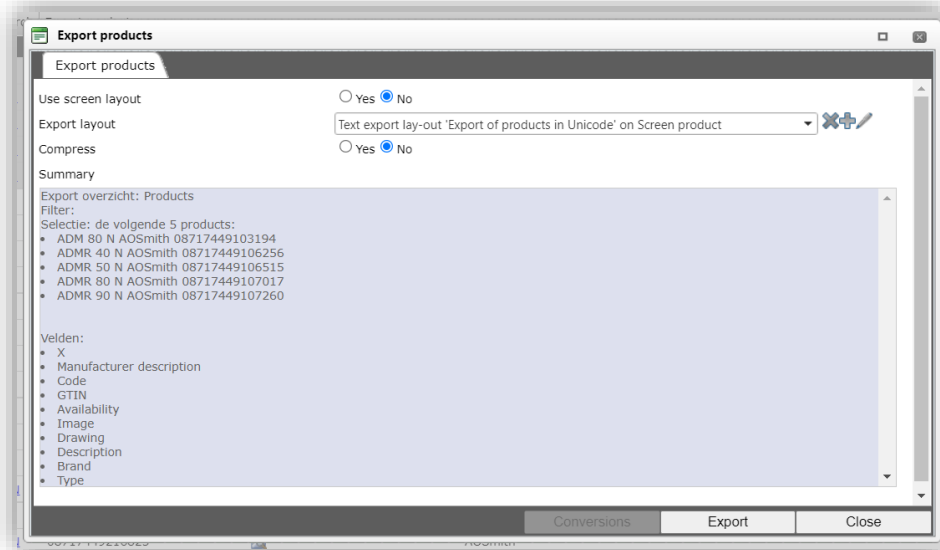 Export products
Export products
Use screen layout Yes No
Export layout Text export lay-out 'Export of products in Unicode' on Screen product
Compress Yes No
Summary
Export overzicht: Products
Filter:
Selectie: de volgende 5 products:
• ADM 80 N AOSmith 08717449103194
• ADMR 40 N AOSmith 08717449106256
• ADMR 50 N AOSmith 08717449106515
• ADMR 80 N AOSmith 08717449107017
• ADMR 90 N AOSmith 08717449107260
Velden:
• X
• Manufacturer description
• Code
• GTIN
• Availability
• Image
• Drawing
• Description
• Brand
• Type
Conversions Export Close